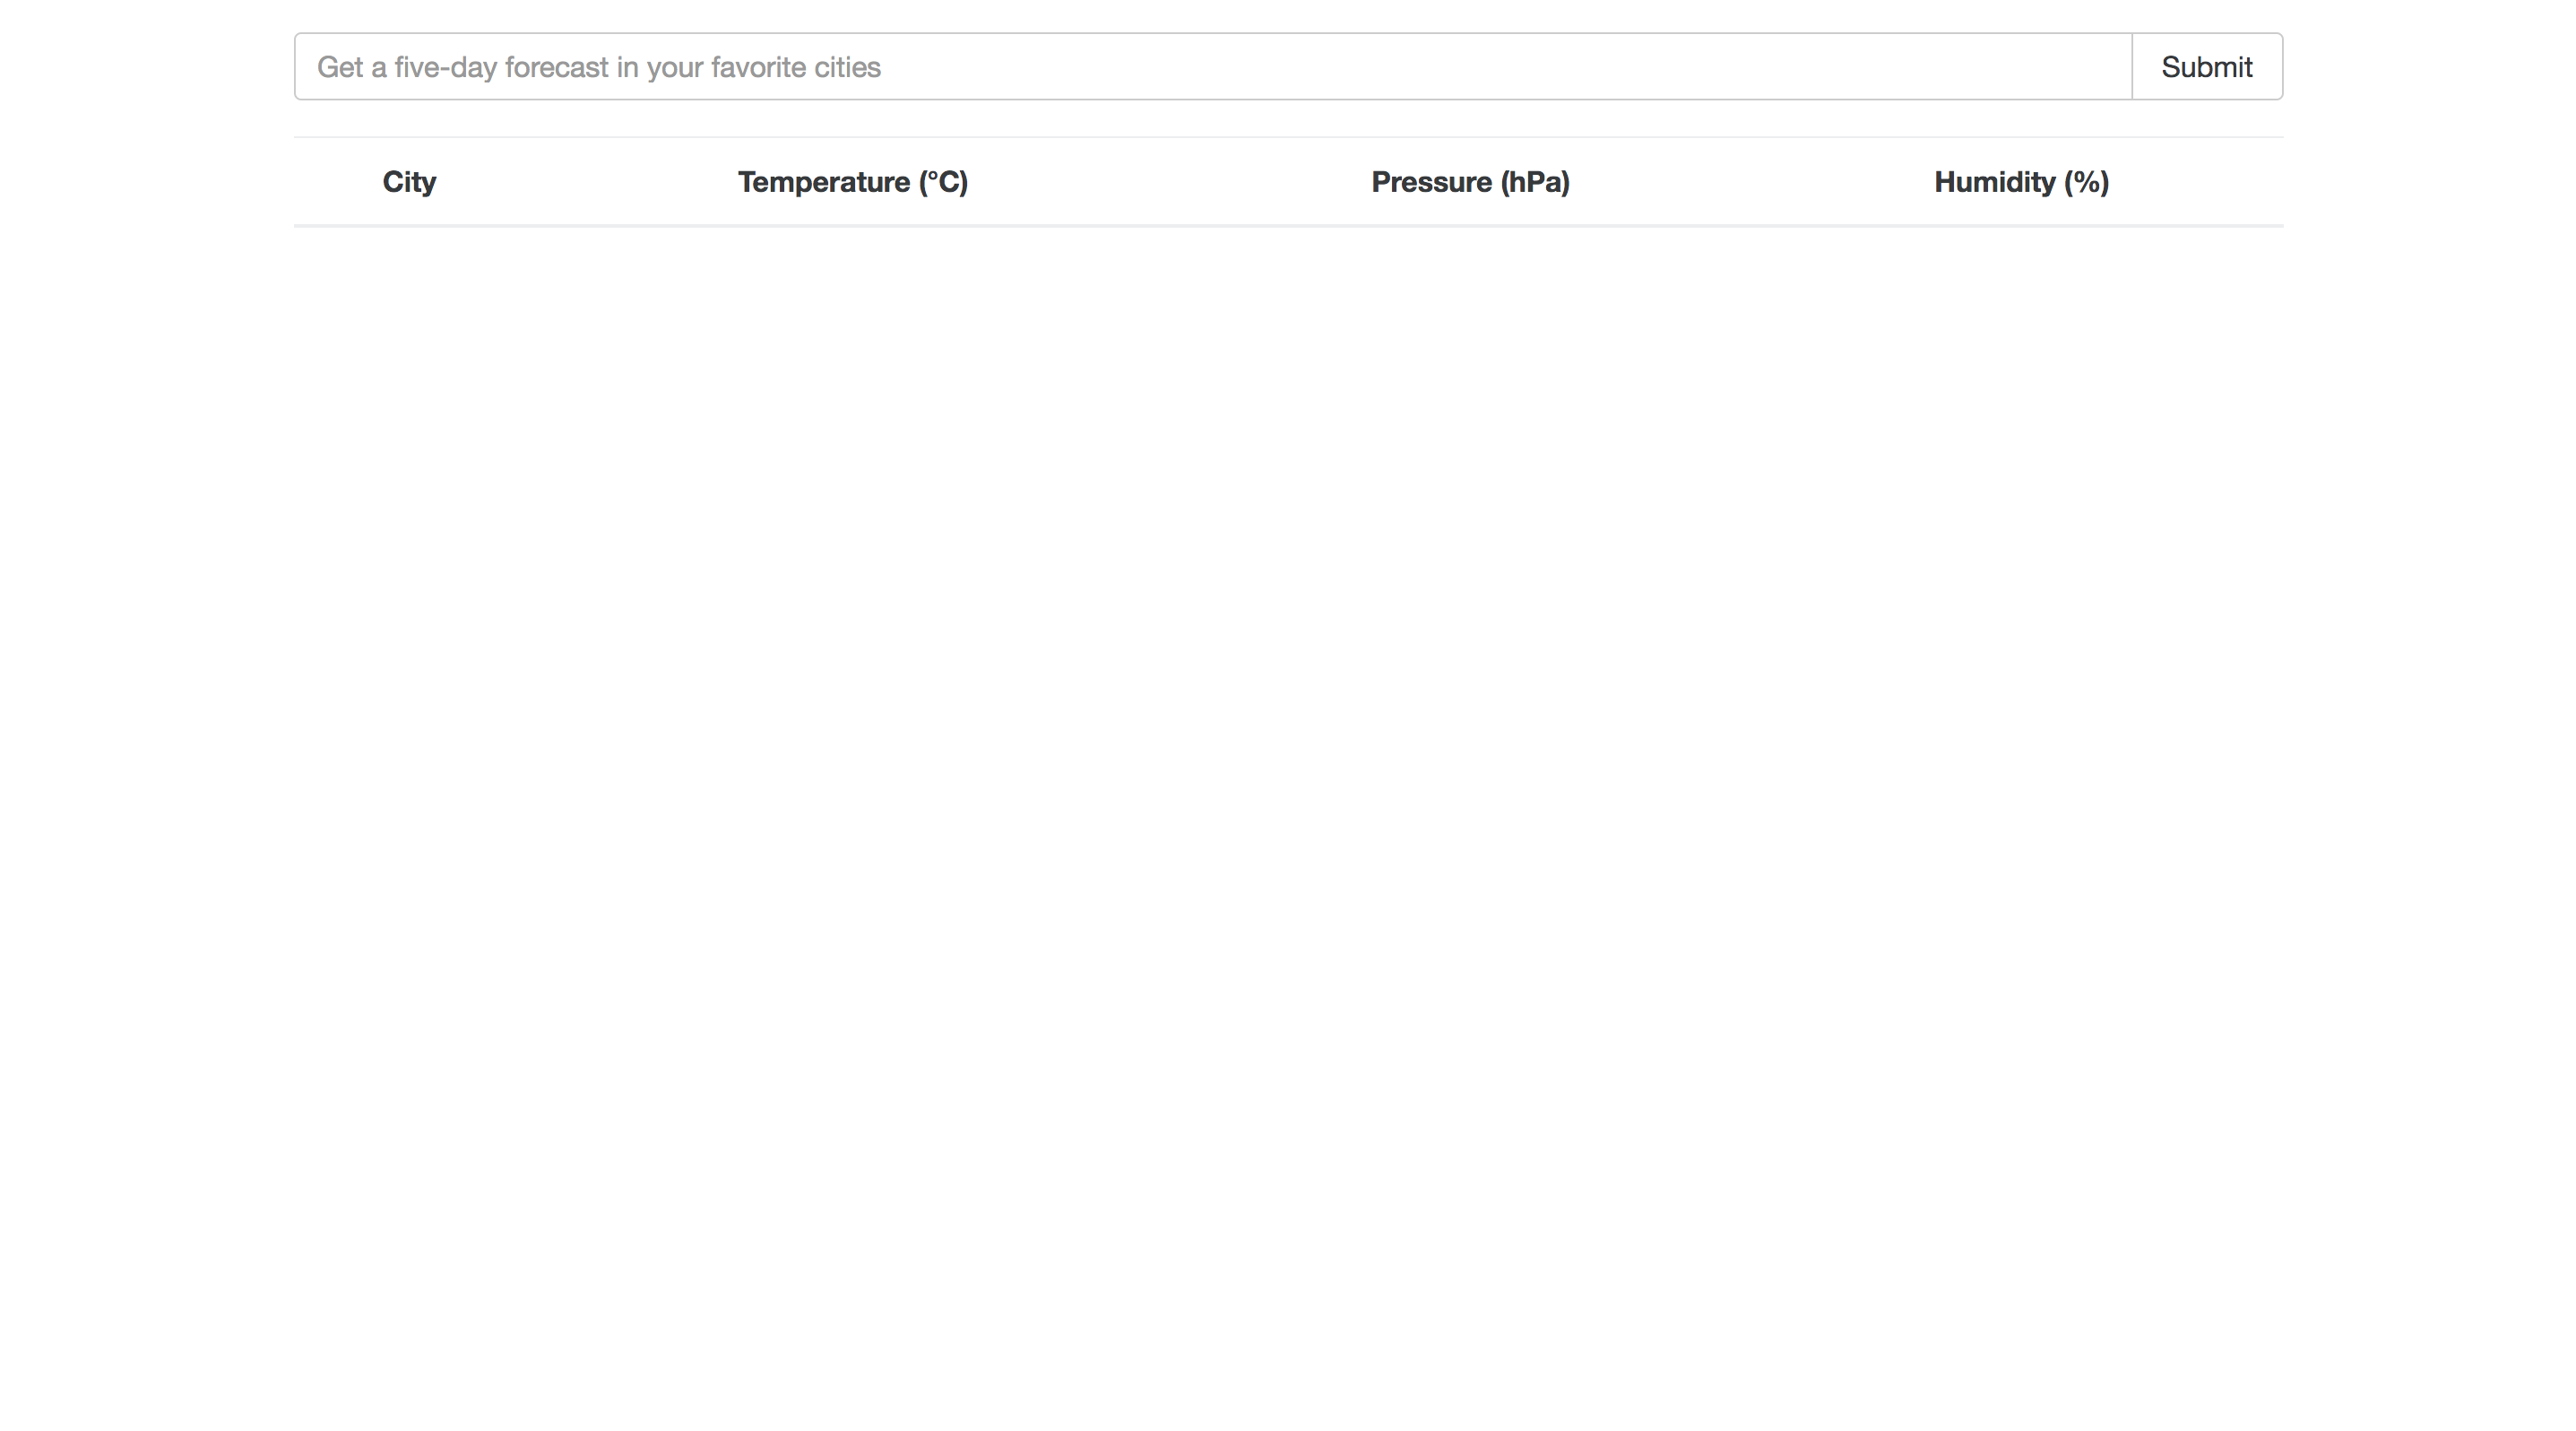 Get a five-day forecast in your favorite cities Submit
City Temperature (°C) Pressure (hPa) Humidity (%)